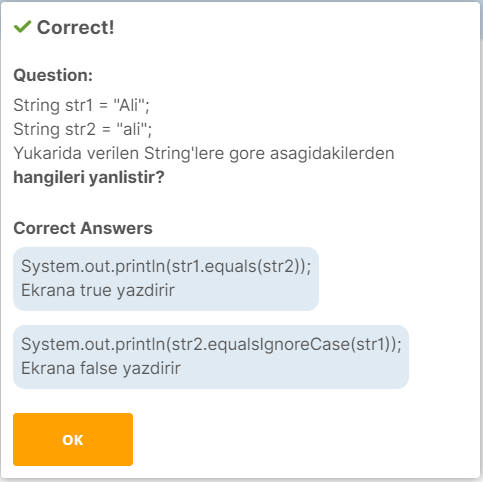 Correct!
Question:
String str1 = "Ali";
String str2 = "ali";
Yukarida verilen String'lere gore asagidakilerden
hangileri yanlistir?
Correct Answers
System.out.println(str1.equals(str2));
Ekrana true yazdirir
System.out.println(str2.equalsIgnoreCase(str1));
Ekrana false yazdirir
OK